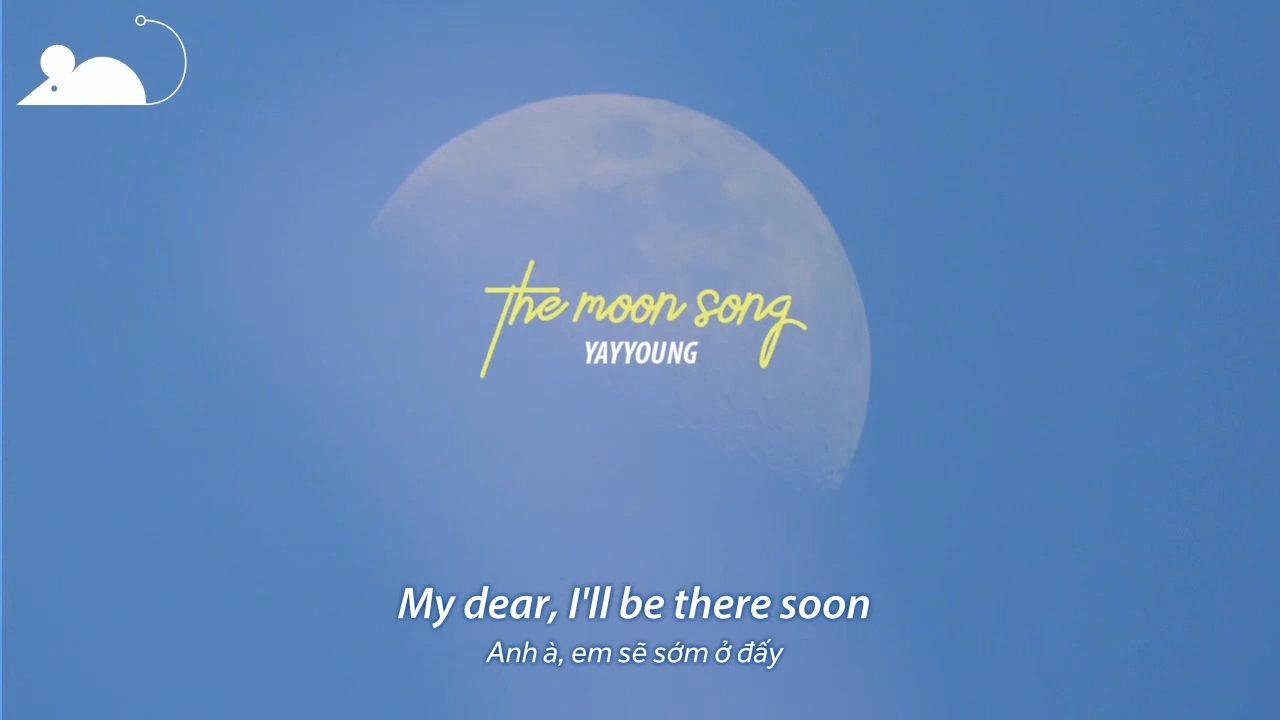 The moon song
YAYYOUNG
My dear, I'll be there soon
Anh à, em sẽ sớm ở đấy